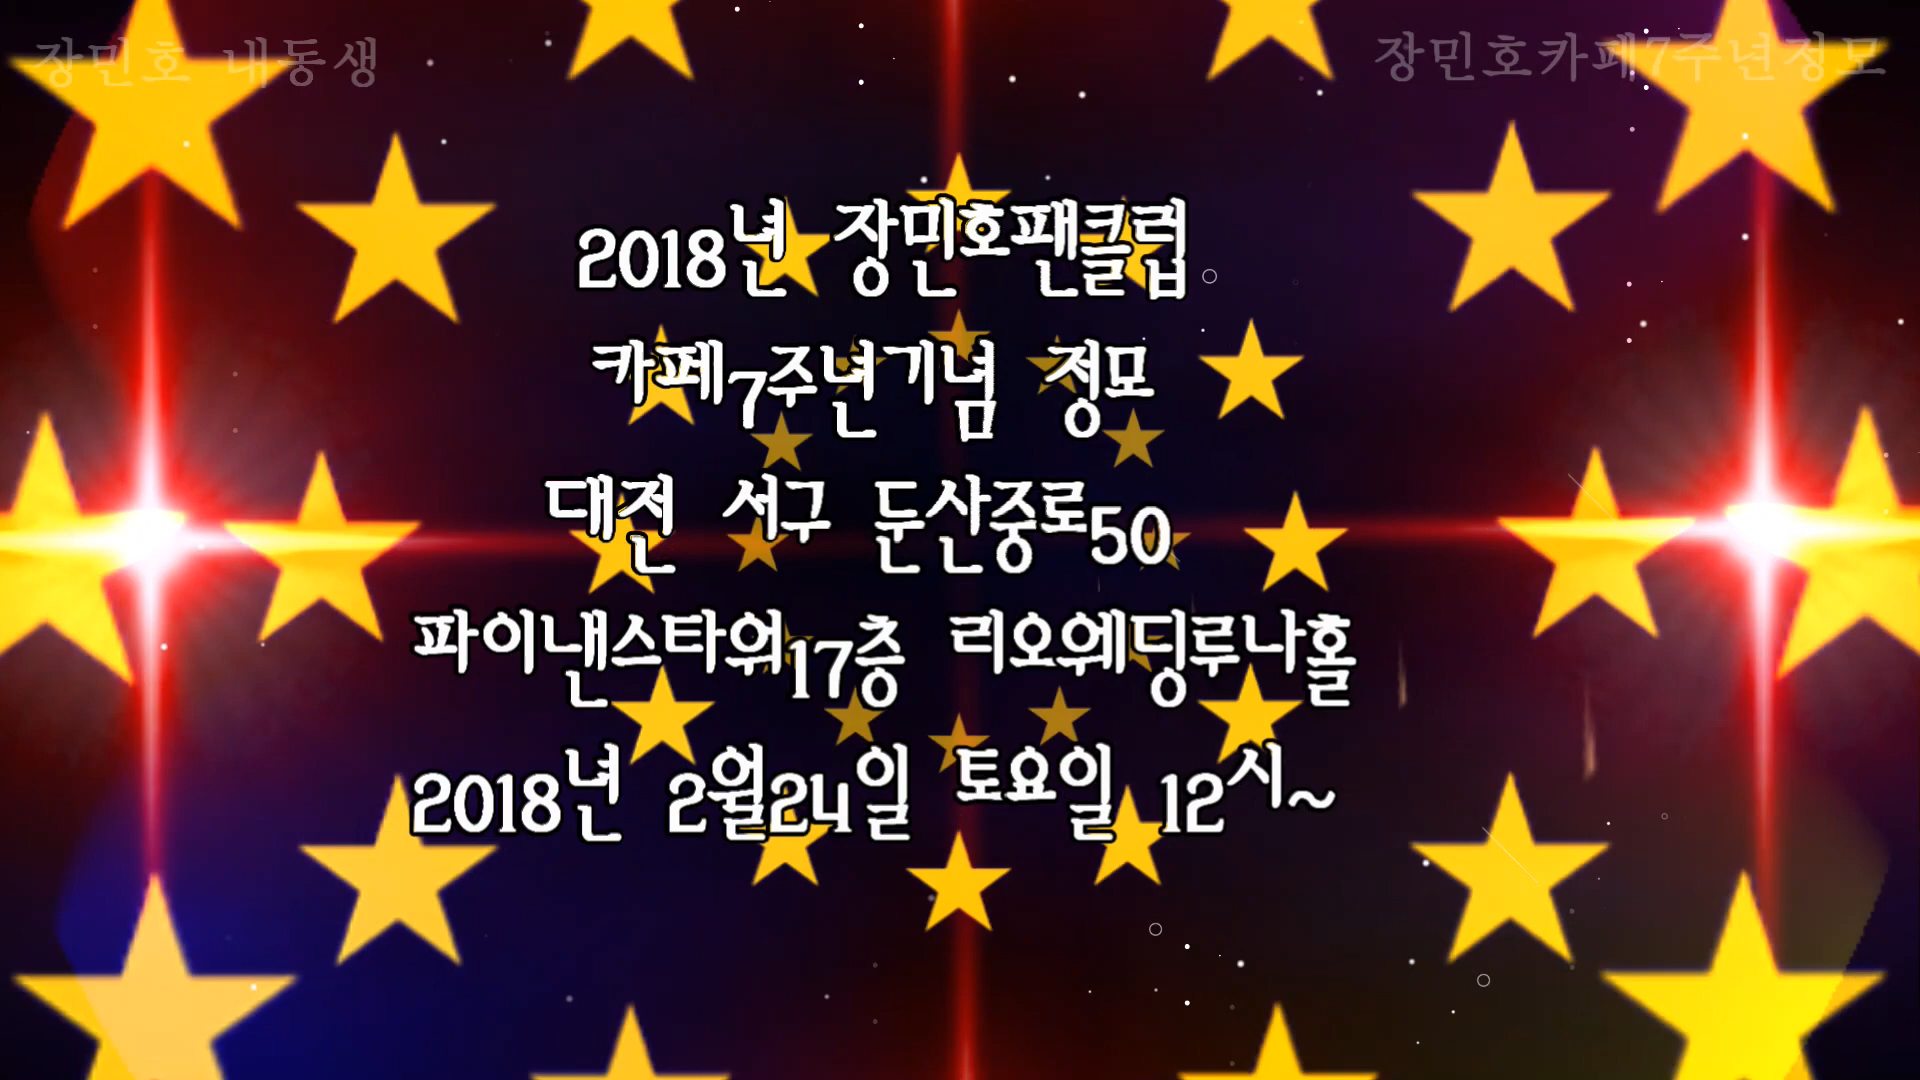 장민호 내동생
장민호카페7주년정모
2018년 장민호팬클럽
카페7주년기념 정모
대전 서구 둔산중로50
파이낸스타워17층 리오웨딩루나홀
2018년 2월24일 토요일 12시~